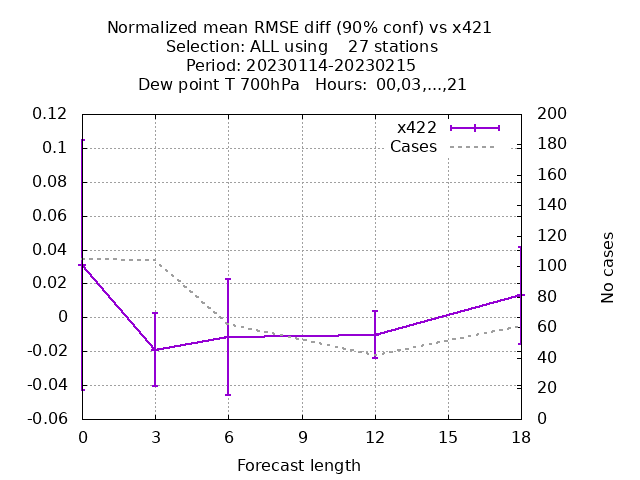 Normalized mean RMSE diff (90% conf) vs x421
Selection: ALL using    27 stations
Period: 20230114-20230215
Dew point T 700hPa   Hours:  00,03,...,21
x422
Cases
0.12
0.1
0.08
0.06
0.04
0.02
0
-0.02
-0.04
-0.06
200
180
160
140
120
100
80
60
40
20
0
No cases
0 3 6 9 12 15 18
Forecast length